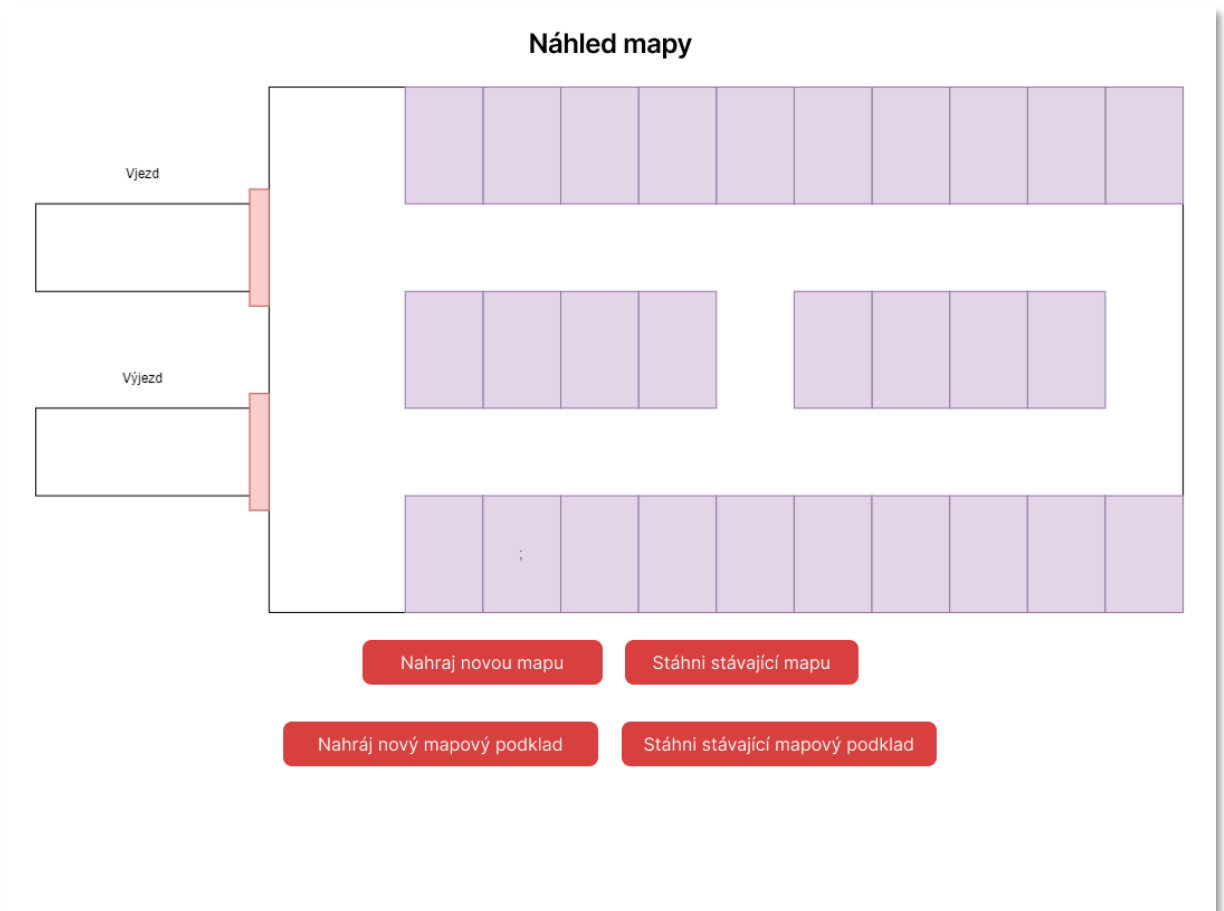 Náhled mapy
Vjezd
Výjezd
;
Nahraj novou mapu
Stáhni stávající mapu
Nahráj nový mapový podklad
Stáhni stávající mapový podklad